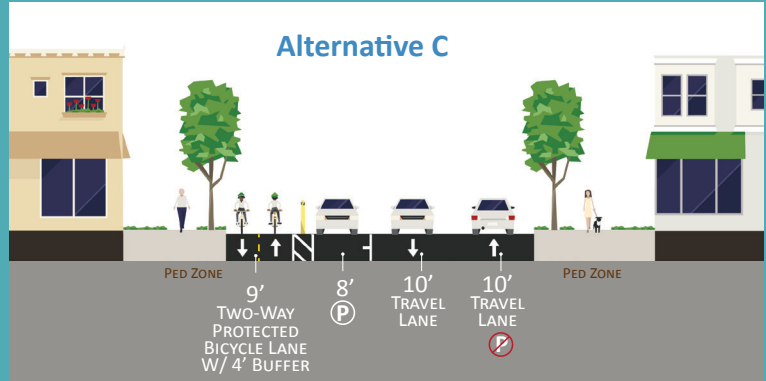 Alternative C
PED ZONE
PED ZONE
9’
TWO-WAY
PROTECTED
BICYCLE LANE
W/ 4’ BUFFER
8’
P
10’
TRAVEL
LANE
10’
TRAVEL
LANE
P